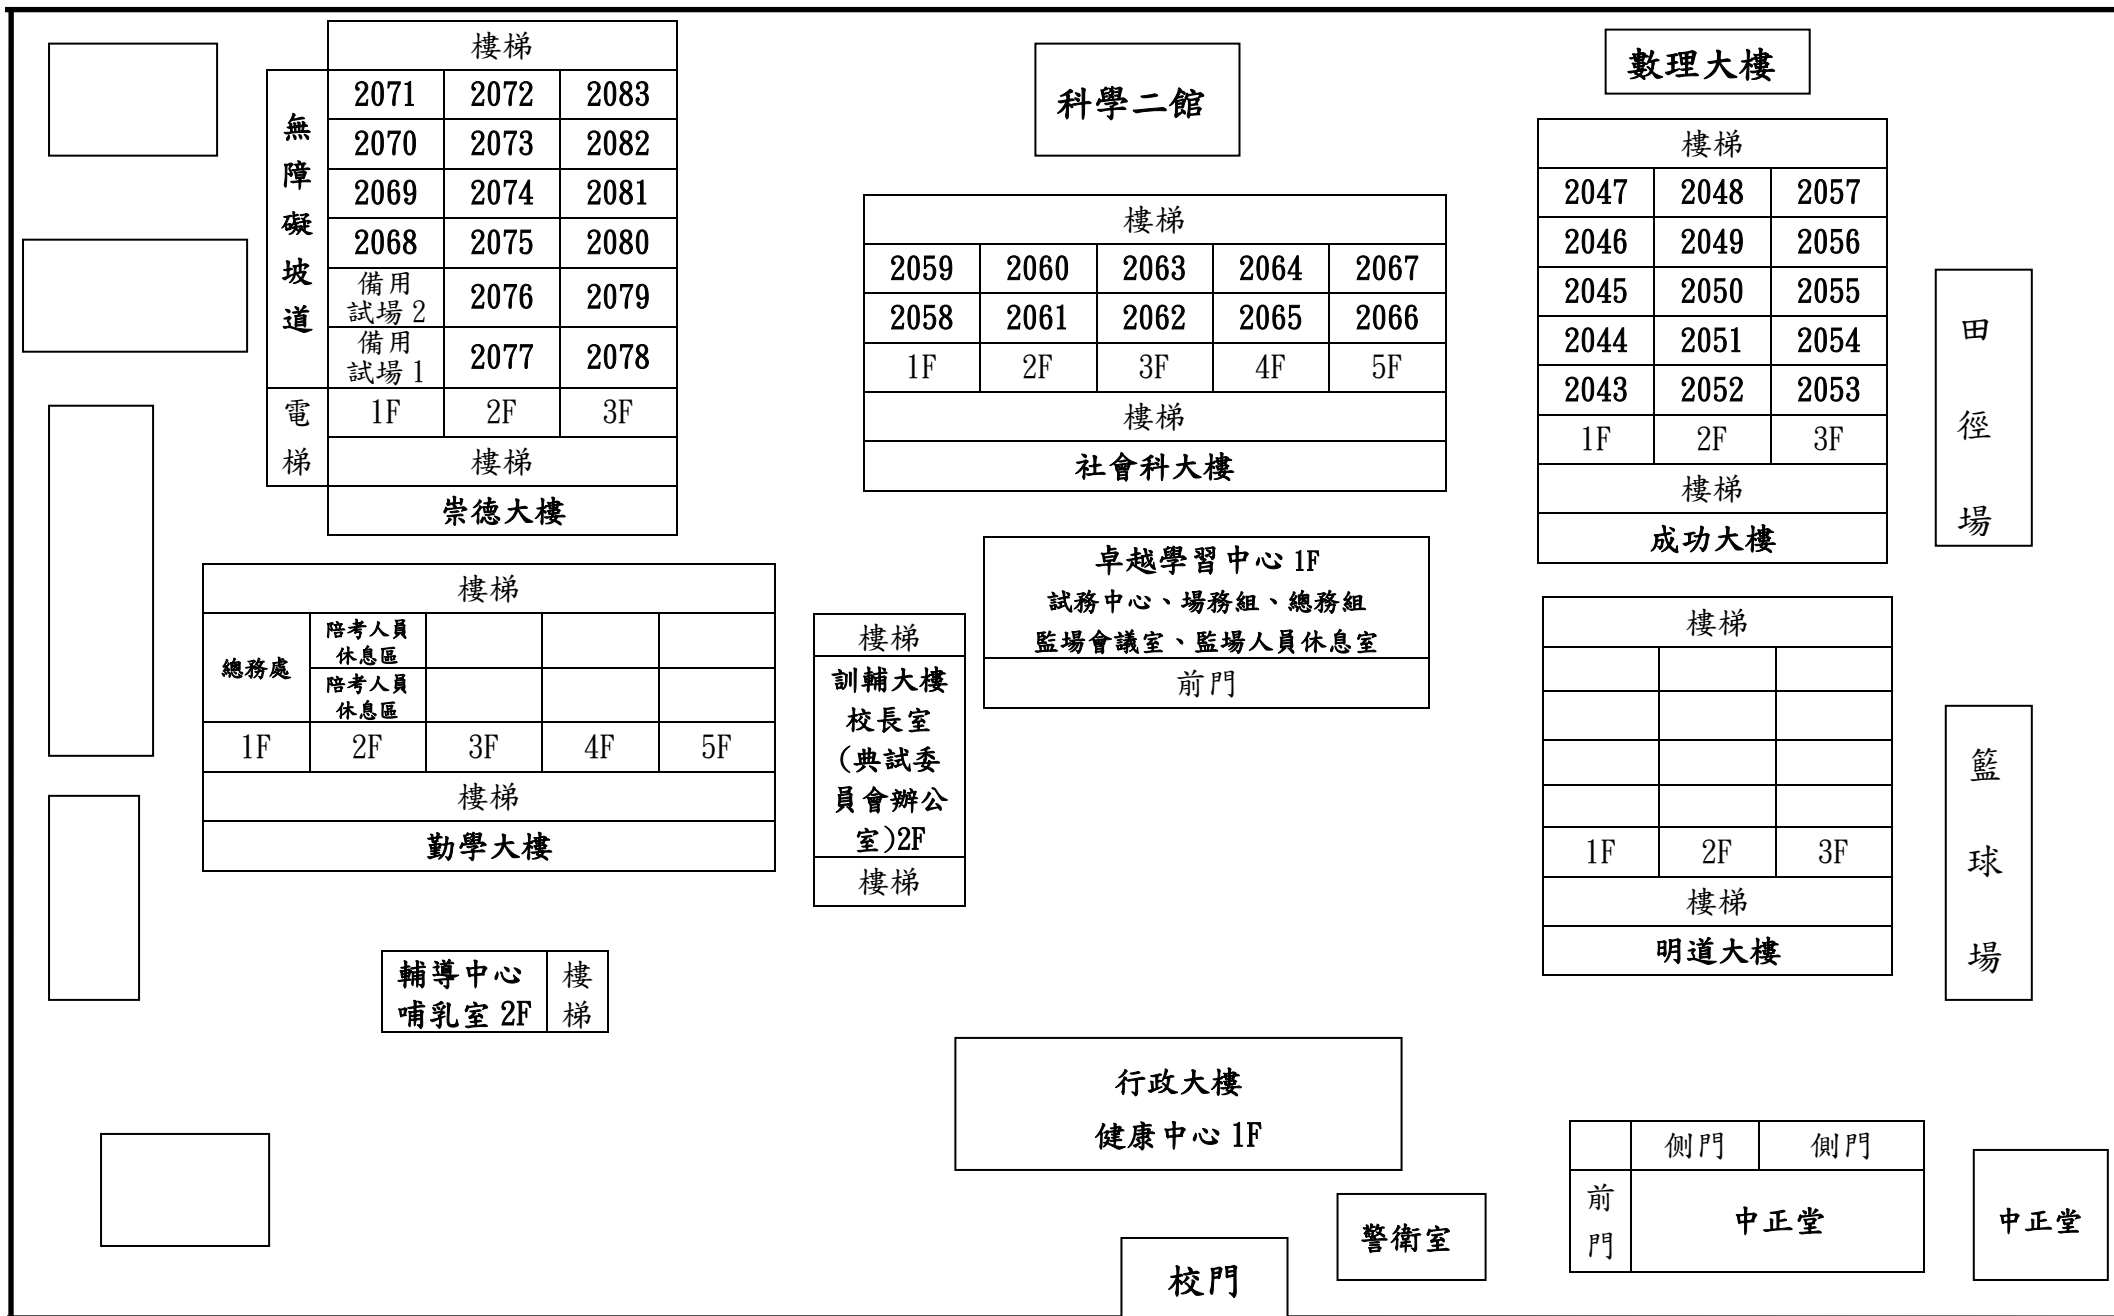 樓梯
無障礙坡道
2071 2072 2083
2070 2073 2082
2069 2074 2081
2068 2075 2080
備用
試場 2
2076 2079
備用
試場 1
2077 2078
電梯
1F 2F 3F
樓梯
崇德大樓
科學二館
樓梯
2059 2060 2063 2064 2067
2058 2061 2062 2065 2066
1F 2F 3F 4F 5F
樓梯
社會科大樓
數理大樓
樓梯
2047 2048 2057
2046 2049 2056
2045 2050 2055
2044 2051 2054
2043 2052 2053
1F 2F 3F
樓梯
成功大樓
田徑場
樓梯
總務處
陪考人員
休息區
陪考人員
休息區
1F 2F 3F 4F 5F
樓梯
勤學大樓
樓梯
訓輔大樓
校長室
(典試委
員會辦公
室)2F
樓梯
卓越學習中心 1F
試務中心、場務組、總務組
監場會議室、監場人員休息室
前門
樓梯
1F 2F 3F
樓梯
明道大樓
籃球場
輔導中心
哺乳室 2F
樓梯
行政大樓
健康中心 1F
警衛室
校門
側門 側門
前門
中正堂
中正堂